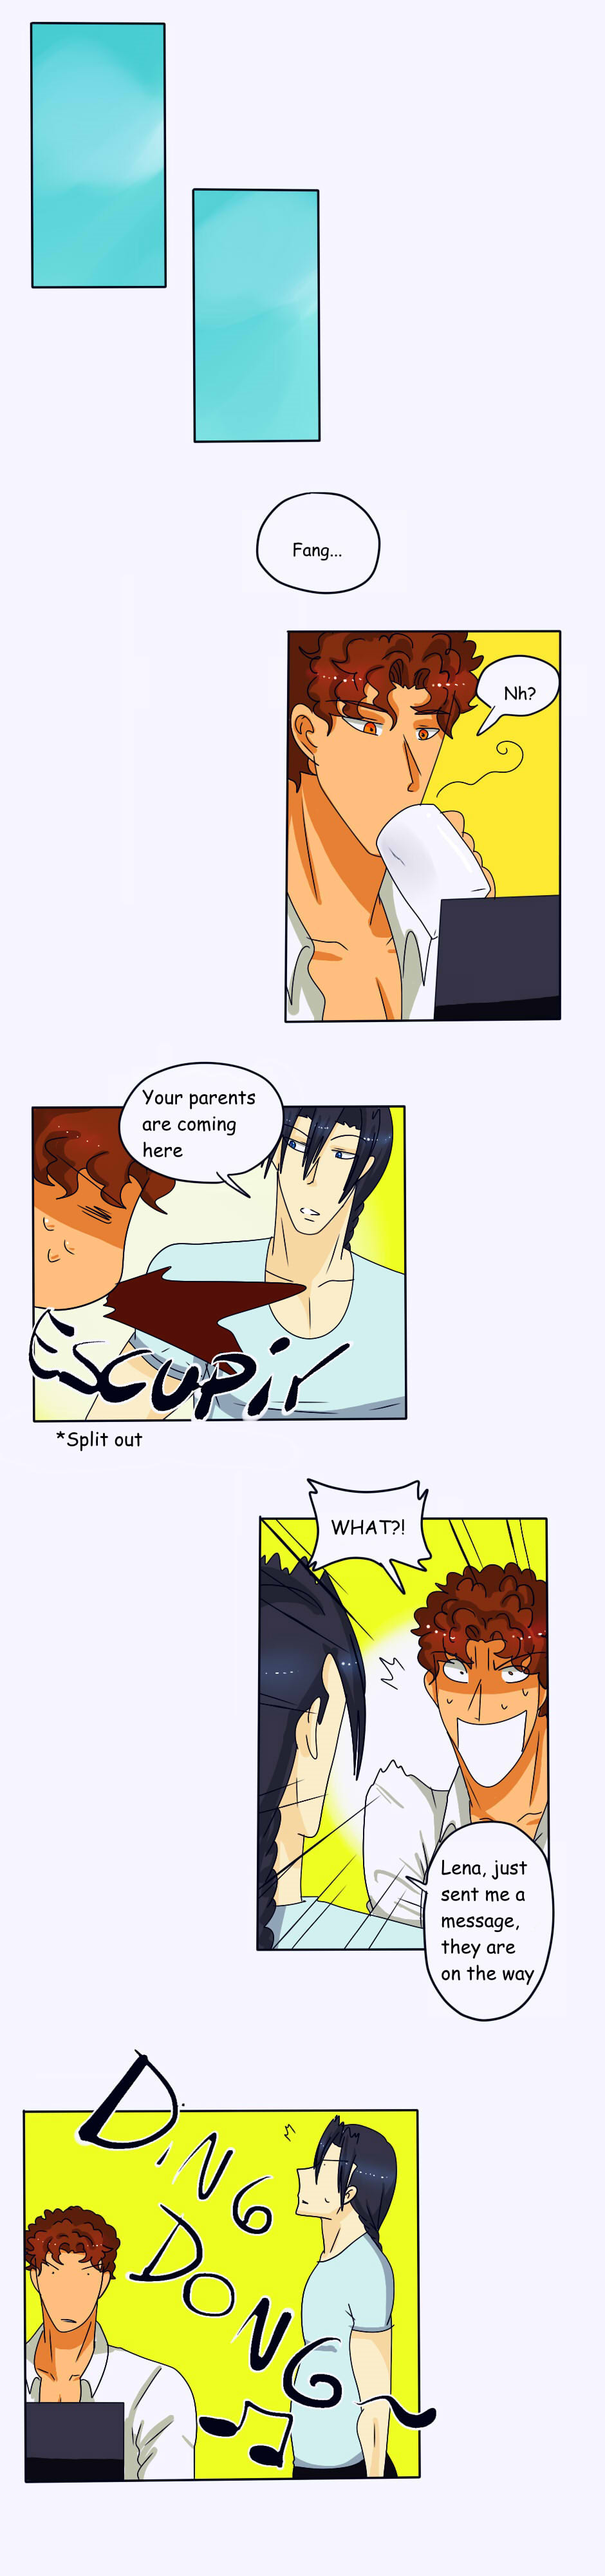 Fang...
Nh?
Your parents
are coming
here
ESCUPir
*Split out
WHAT?!
Lena, just
sent me a
message,
they are
on the way
DiNG
DONG